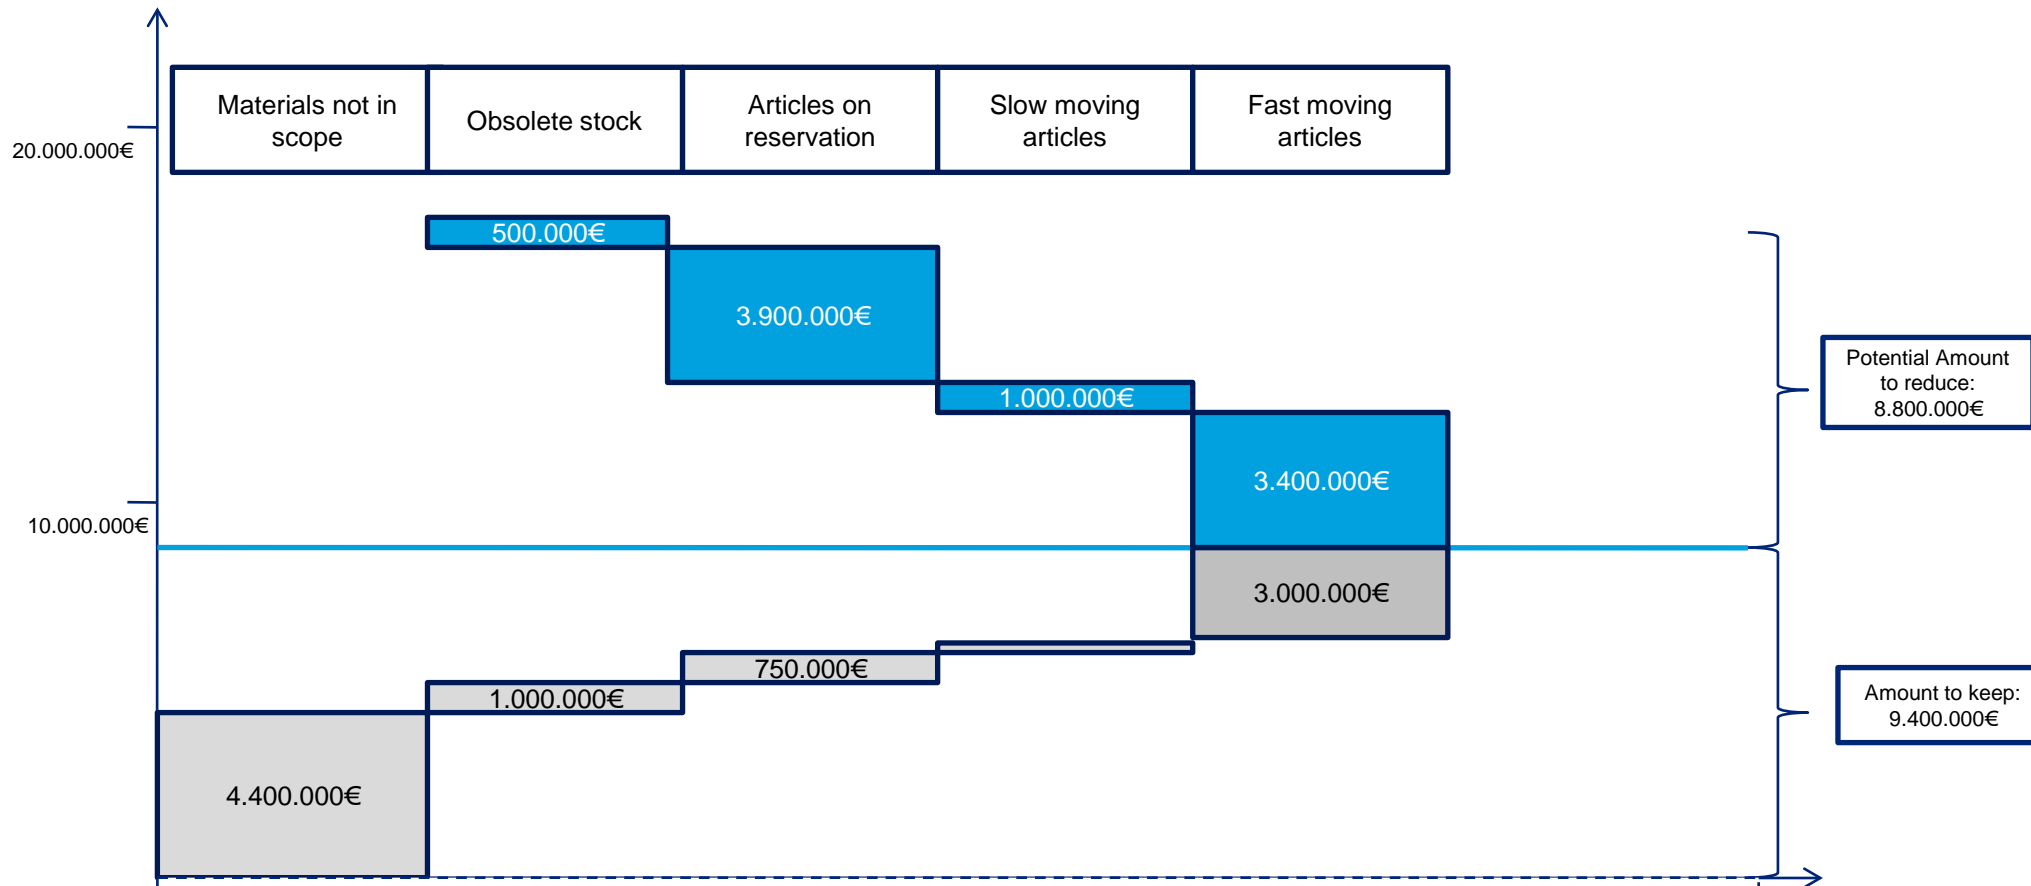 Materials not in
scope
Obsolete stock
Articles on
reservation
Slow moving
articles
Fast moving
articles
20.000.000€
500.000€
3.900.000€
1.000.000€
Potential Amount
to reduce:
8.800.000€
3.400.000€
10.000.000€
3.000.000€
750.000€
1.000.000€
Amount to keep:
9.400.000€
4.400.000€